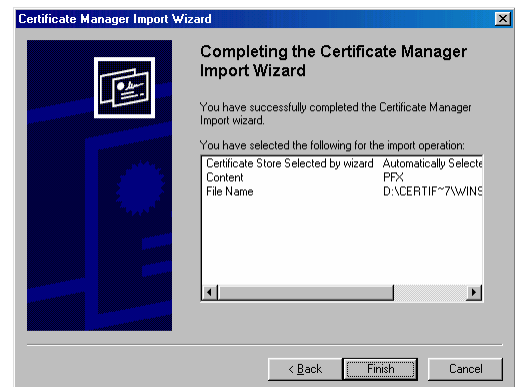 Certificate Manager Import Wizard
Completing the Certificate Manager
Import Wizard
You have successfully completed the Certificate Manager
Import wizard.
You have selected the following for the import operation:
Certificate Store Selected by wizard Automatically Selecte
Content PFX
File Name D:\CERTIF~7\WINS
< Back Finish Cancel